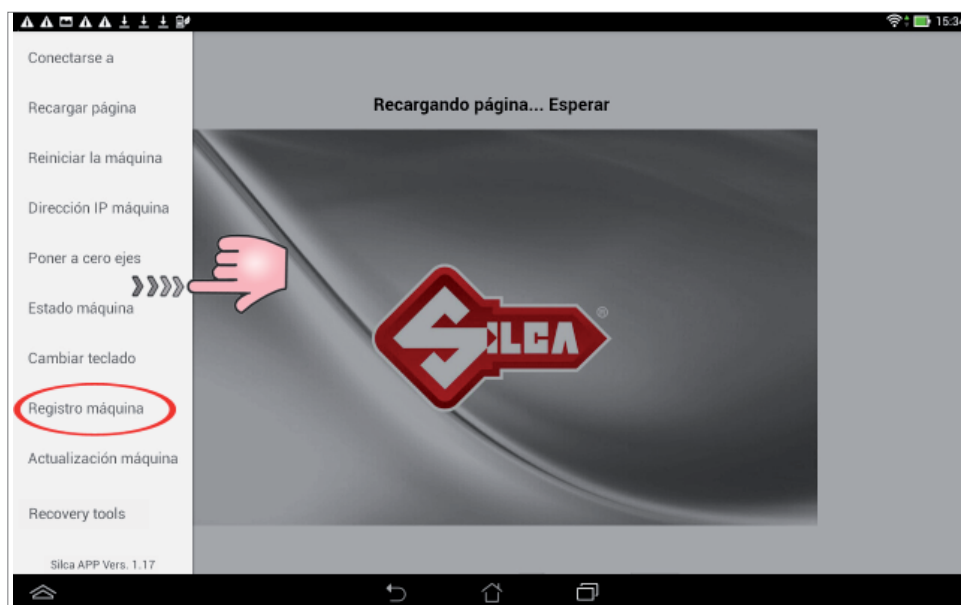 15:34
Conectarse a
Recargar página
Reiniciar la máquina
Dirección IP máquina
Poner a cero ejes
Estado máquina
Cambiar teclado
Registro máquina
Actualización máquina
Recovery tools
Silca APP Vers. 1.17
Recargando página... Esperar
SILCA®